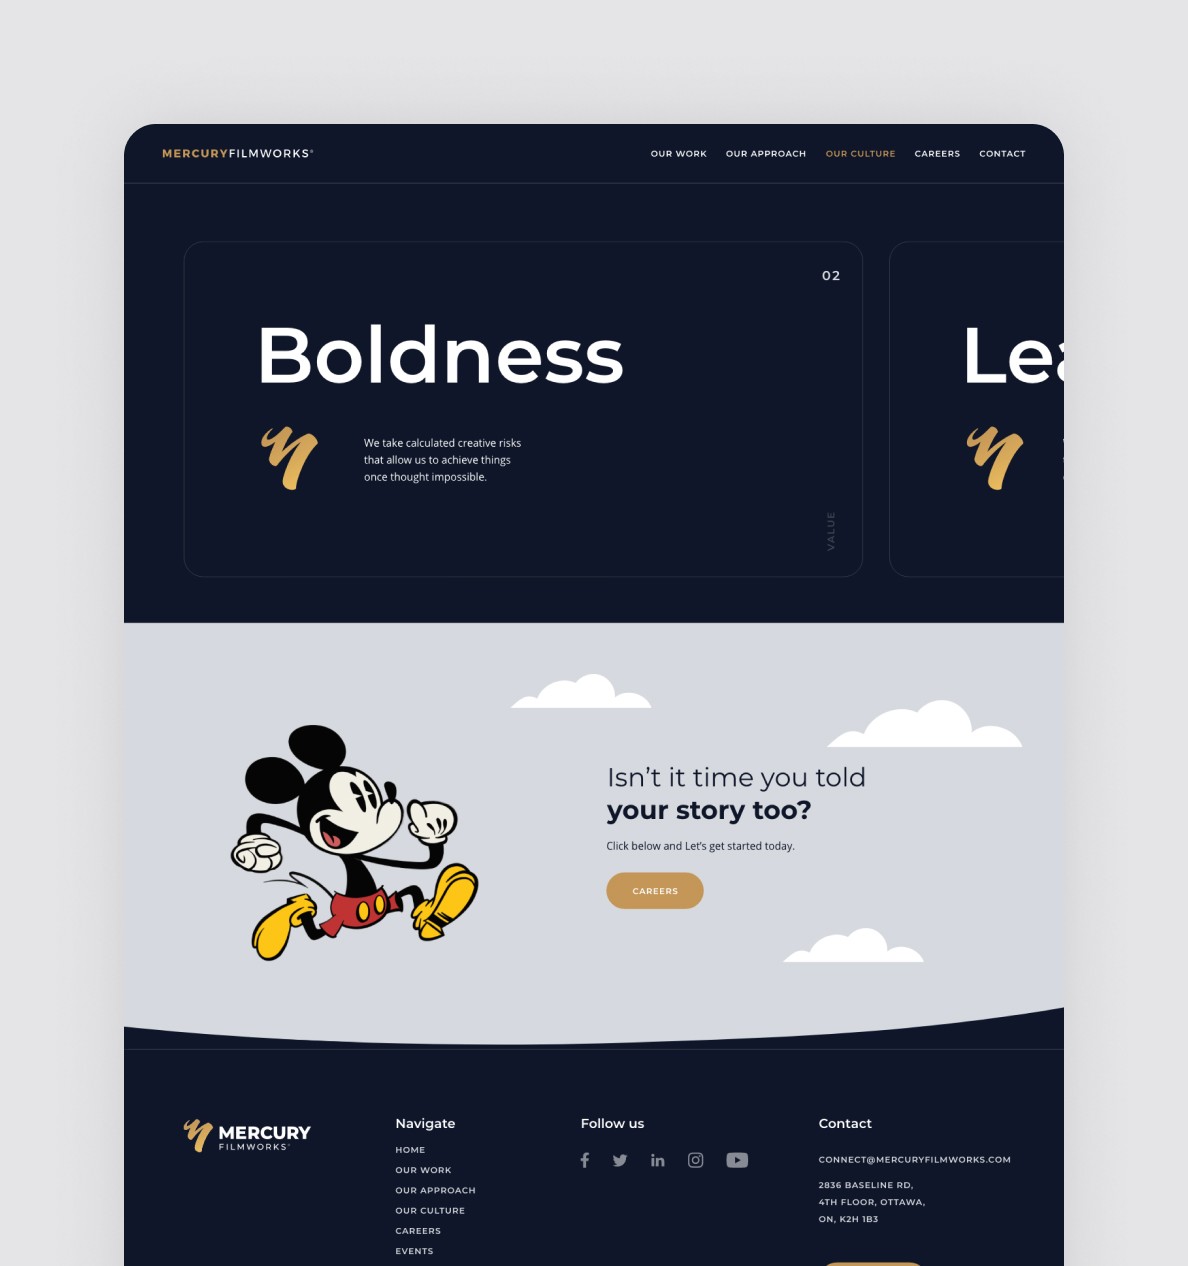 MERCURYFILMWORKS®
OUR WORK OUR APPROACH OUR CULTURE CAREERS CONTACT
02
Boldness
We take calculated creative risks
that allow us to achieve things
once thought impossible.
VALUE
Lea
Isn’t it time you told
your story too?
Click below and Let’s get started today.
CAREERS
MERCURY
FILMWORKS®
Navigate
HOME
OUR WORK
OUR APPROACH
OUR CULTURE
CAREERS
EVENTS
Follow us
Contact
CONNECT@MERCURYFILMWORKS.COM
2836 BASELINE RD,
4TH FLOOR, OTTAWA,
ON, K2H 1B3